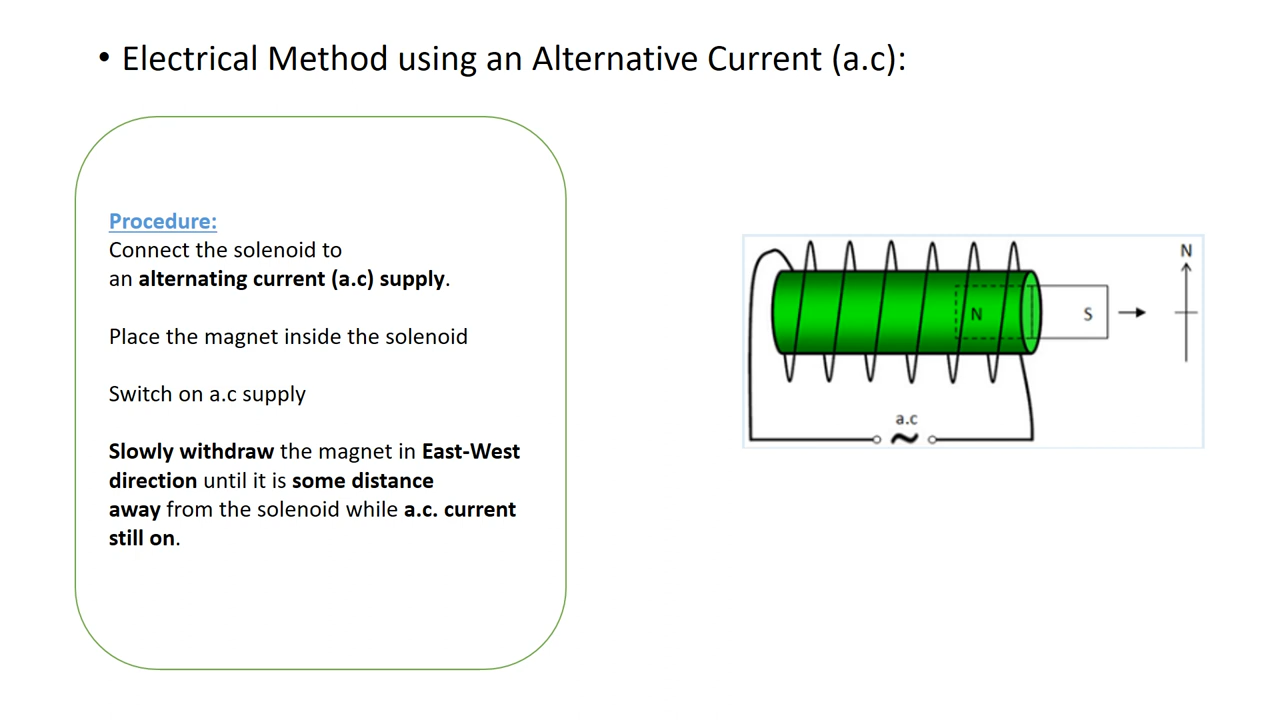 • Electrical Method using an Alternative Current (a.c):
Procedure:
Connect the solenoid to
an alternating current (a.c) supply.
Place the magnet inside the solenoid
Switch on a.c supply
Slowly withdraw the magnet in East-West
direction until it is some distance
away from the solenoid while a.c. current
still on.
N
N
S
a.c